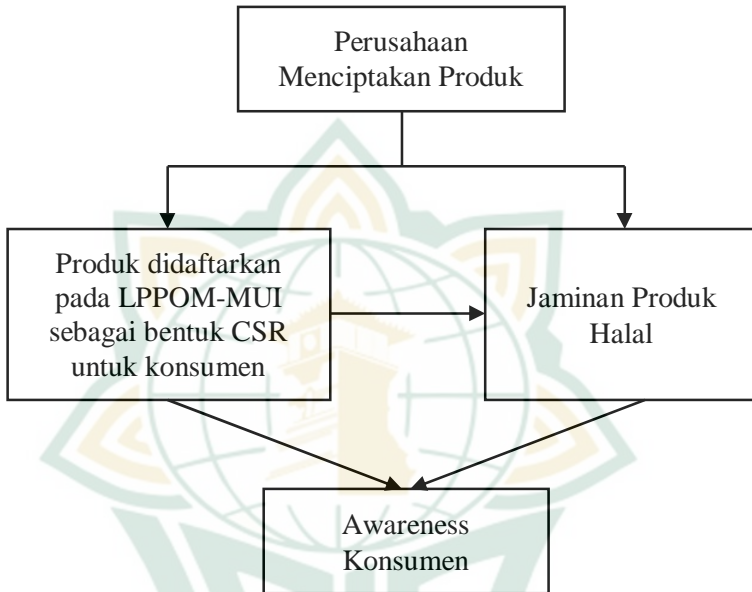 Perusahaan
Menciptakan Produk
Produk didaftarkan
pada LPPOM-MUI
sebagai bentuk CSR
untuk konsumen
Jaminan Produk
Halal
Awareness
Konsumen